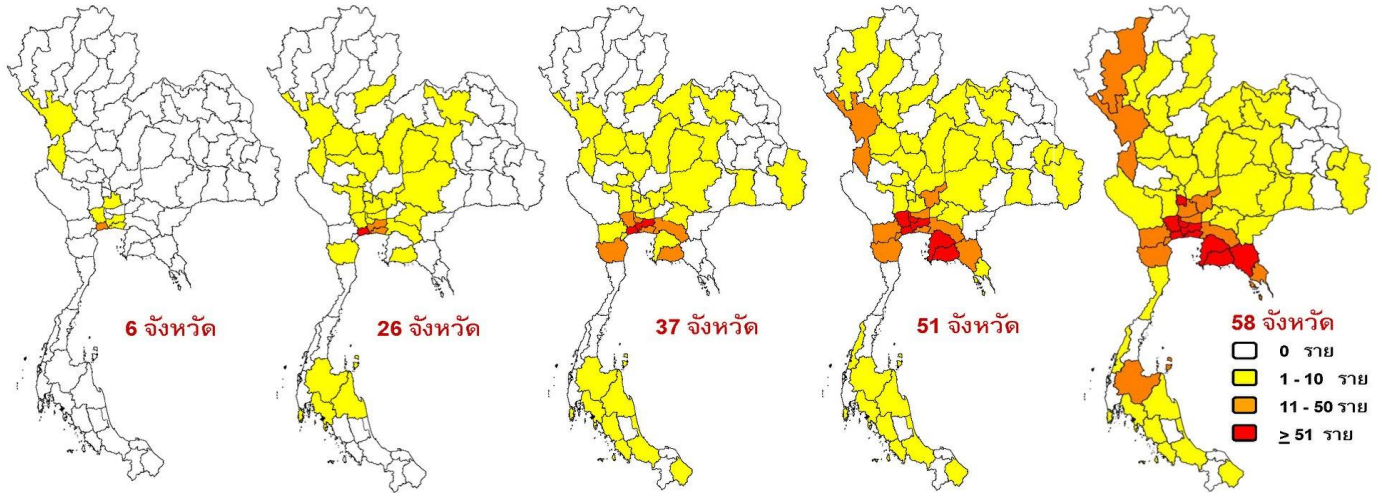 6 จังหวัด
26 จังหวัด
37 จังหวัด
51 จังหวัด
58 จังหวัด
0 ราย
1 - 10 ราย
11 - 50 ราย
≥ 51 ราย